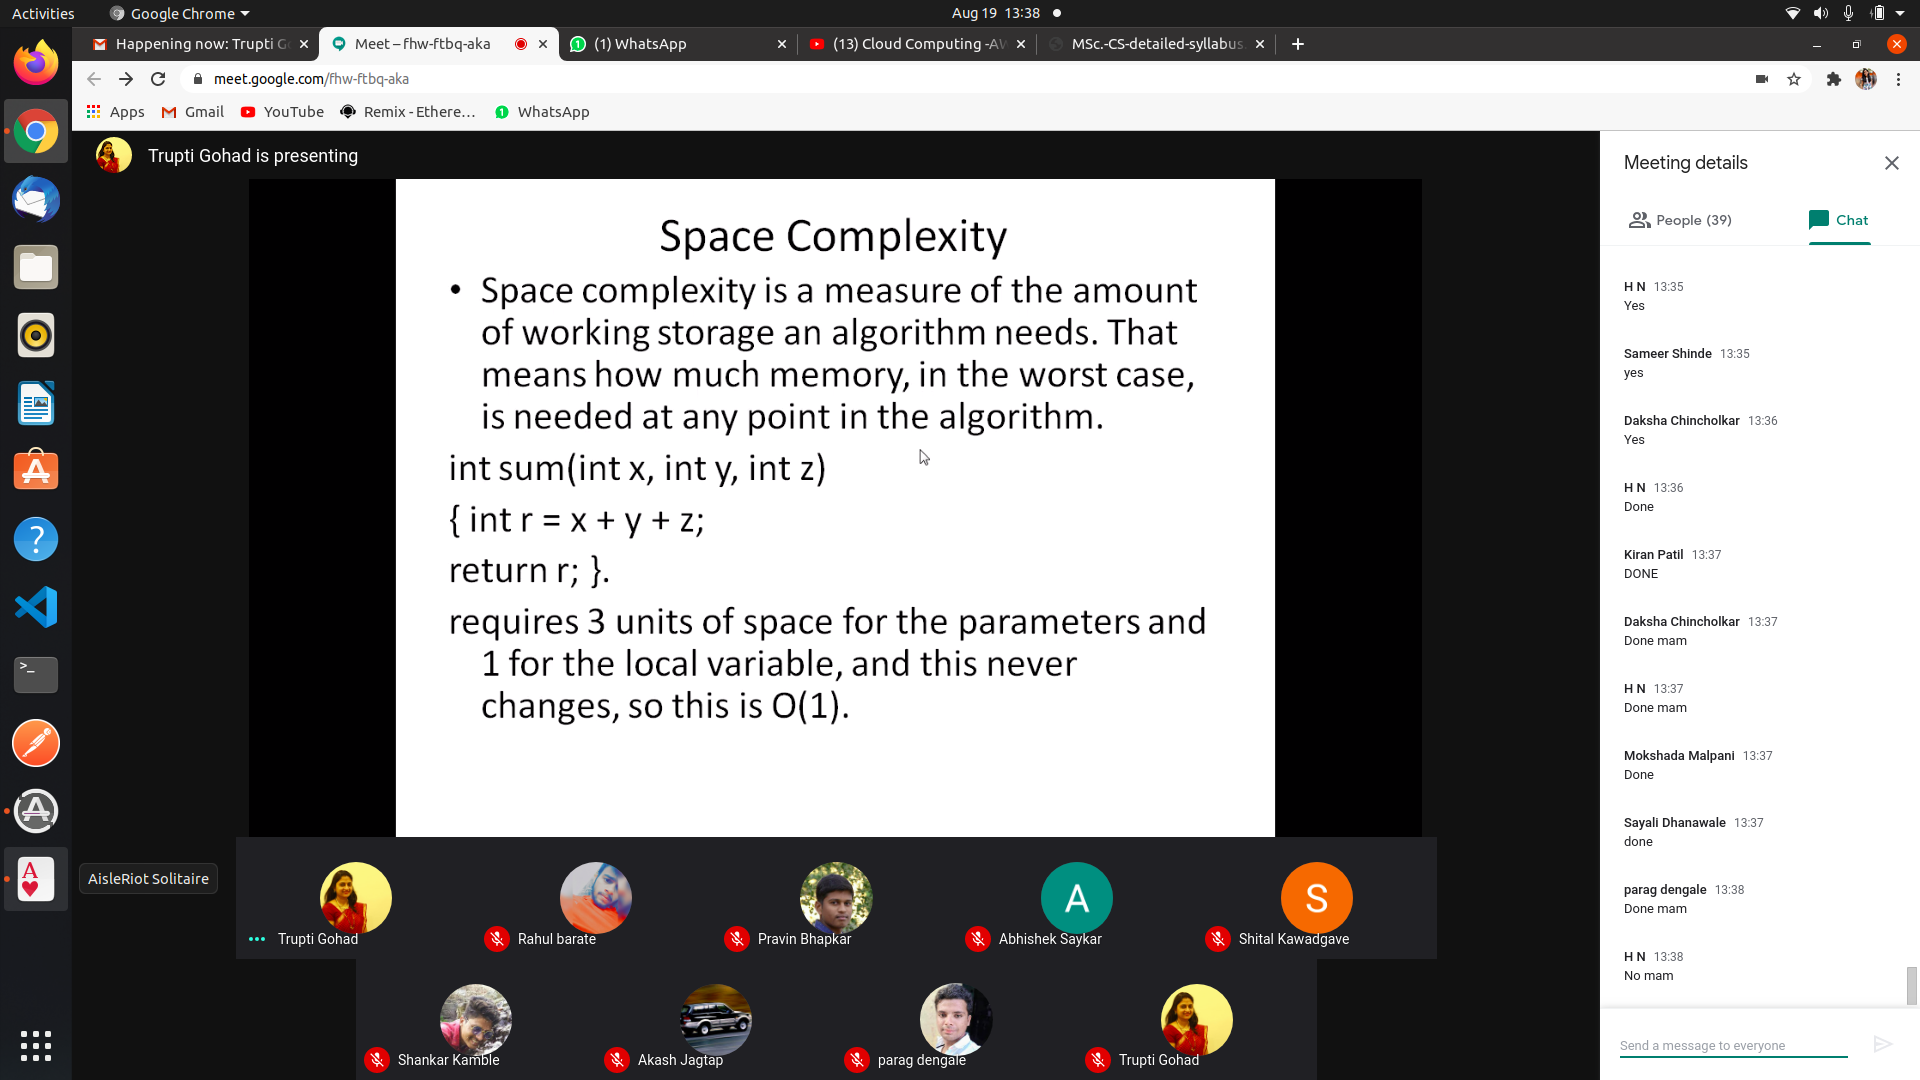 Activities
Google Chrome
Aug 19 13:38
Happening now: Trupti G
Meet – fhw-ftbq-aka
(1) WhatsApp
(13) Cloud Computing -AW
MSc.-CS-detailed-syllabus
meet.google.com/fhw-ftbq-aka
Apps
Gmail
YouTube
Remix - Ethere…
WhatsApp
Trupti Gohad is presenting
Space Complexity
• Space complexity is a measure of the amount
of working storage an algorithm needs. That
means how much memory, in the worst case,
is needed at any point in the algorithm.
int sum(int x, int y, int z)
{ int r = x + y + z;
return r; }.
requires 3 units of space for the parameters and
1 for the local variable, and this never
changes, so this is O(1).
AisleRiot Solitaire
Trupti Gohad
Rahul barate
Pravin Bhapkar
A
Abhishek Saykar
S
Shital Kawadgave
Shankar Kamble
Akash Jagtap
parag dengale
Trupti Gohad
Meeting details
People (39)
Chat
H N 13:35
Yes
Sameer Shinde 13:35
yes
Daksha Chincholkar 13:36
Yes
H N 13:36
Done
Kiran Patil 13:37
DONE
Daksha Chincholkar 13:37
Done mam
H N 13:37
Done mam
Mokshada Malpani 13:37
Done
Sayali Dhanawale 13:37
done
parag dengale 13:38
Done mam
H N 13:38
No mam
Send a message to everyone